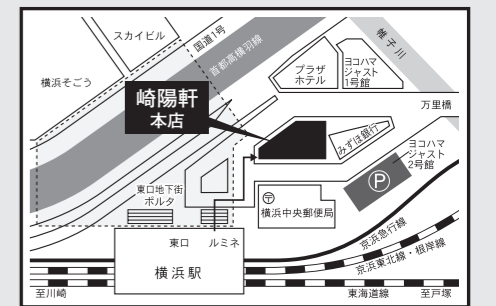 スカイビル
国道1号
首都高横羽線
横浜そごう
崎陽軒
本店
プラザ
ホテル
ヨコハマ
ジャスト
1号館
帷子川
万里橋
みずほ銀行
ヨコハマ
ジャスト
2号館
P
東口地下街
ポルタ
〒
横浜中央郵便局
東口
ルミネ
横浜駅
京浜急行線
京浜東北線・根岸線
至川崎
東海道線
至戸塚